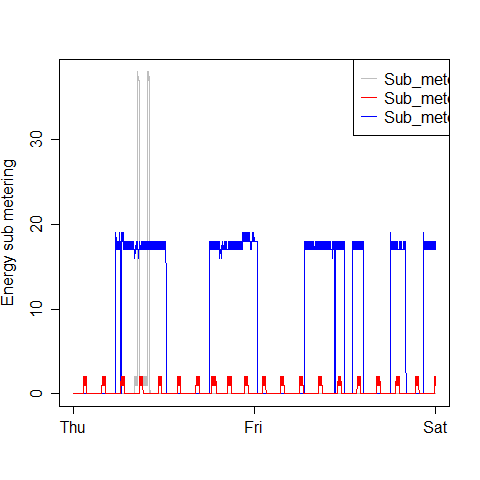 Sub_mete
Sub_mete
Sub_mete
Energy sub metering
30
20
10
0
Thu Fri Sat